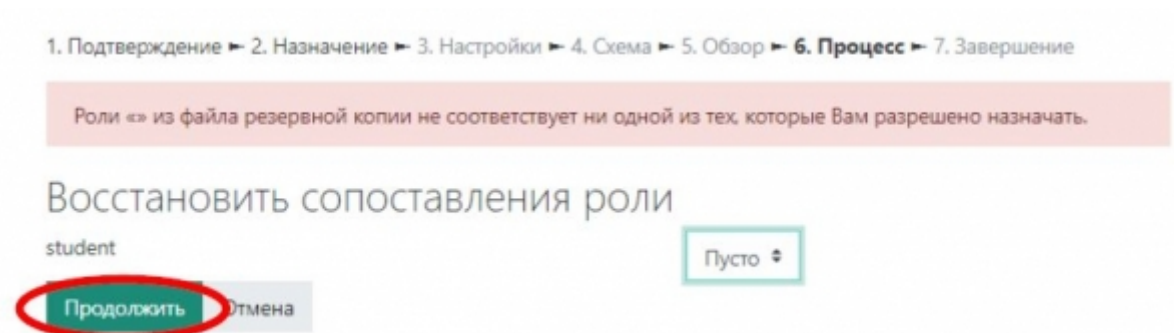 1. Подтверждение ► 2. Назначение ► 3. Настройки ► 4. Схема ► 5. Обзор ► 6. Процесс ► 7. Завершение
Роли «» из файла резервной копии не соответствует ни одной из тех, которые Вам разрешено назначать.
Восстановить сопоставления роли
student
Пусто
Продолжить Отмена